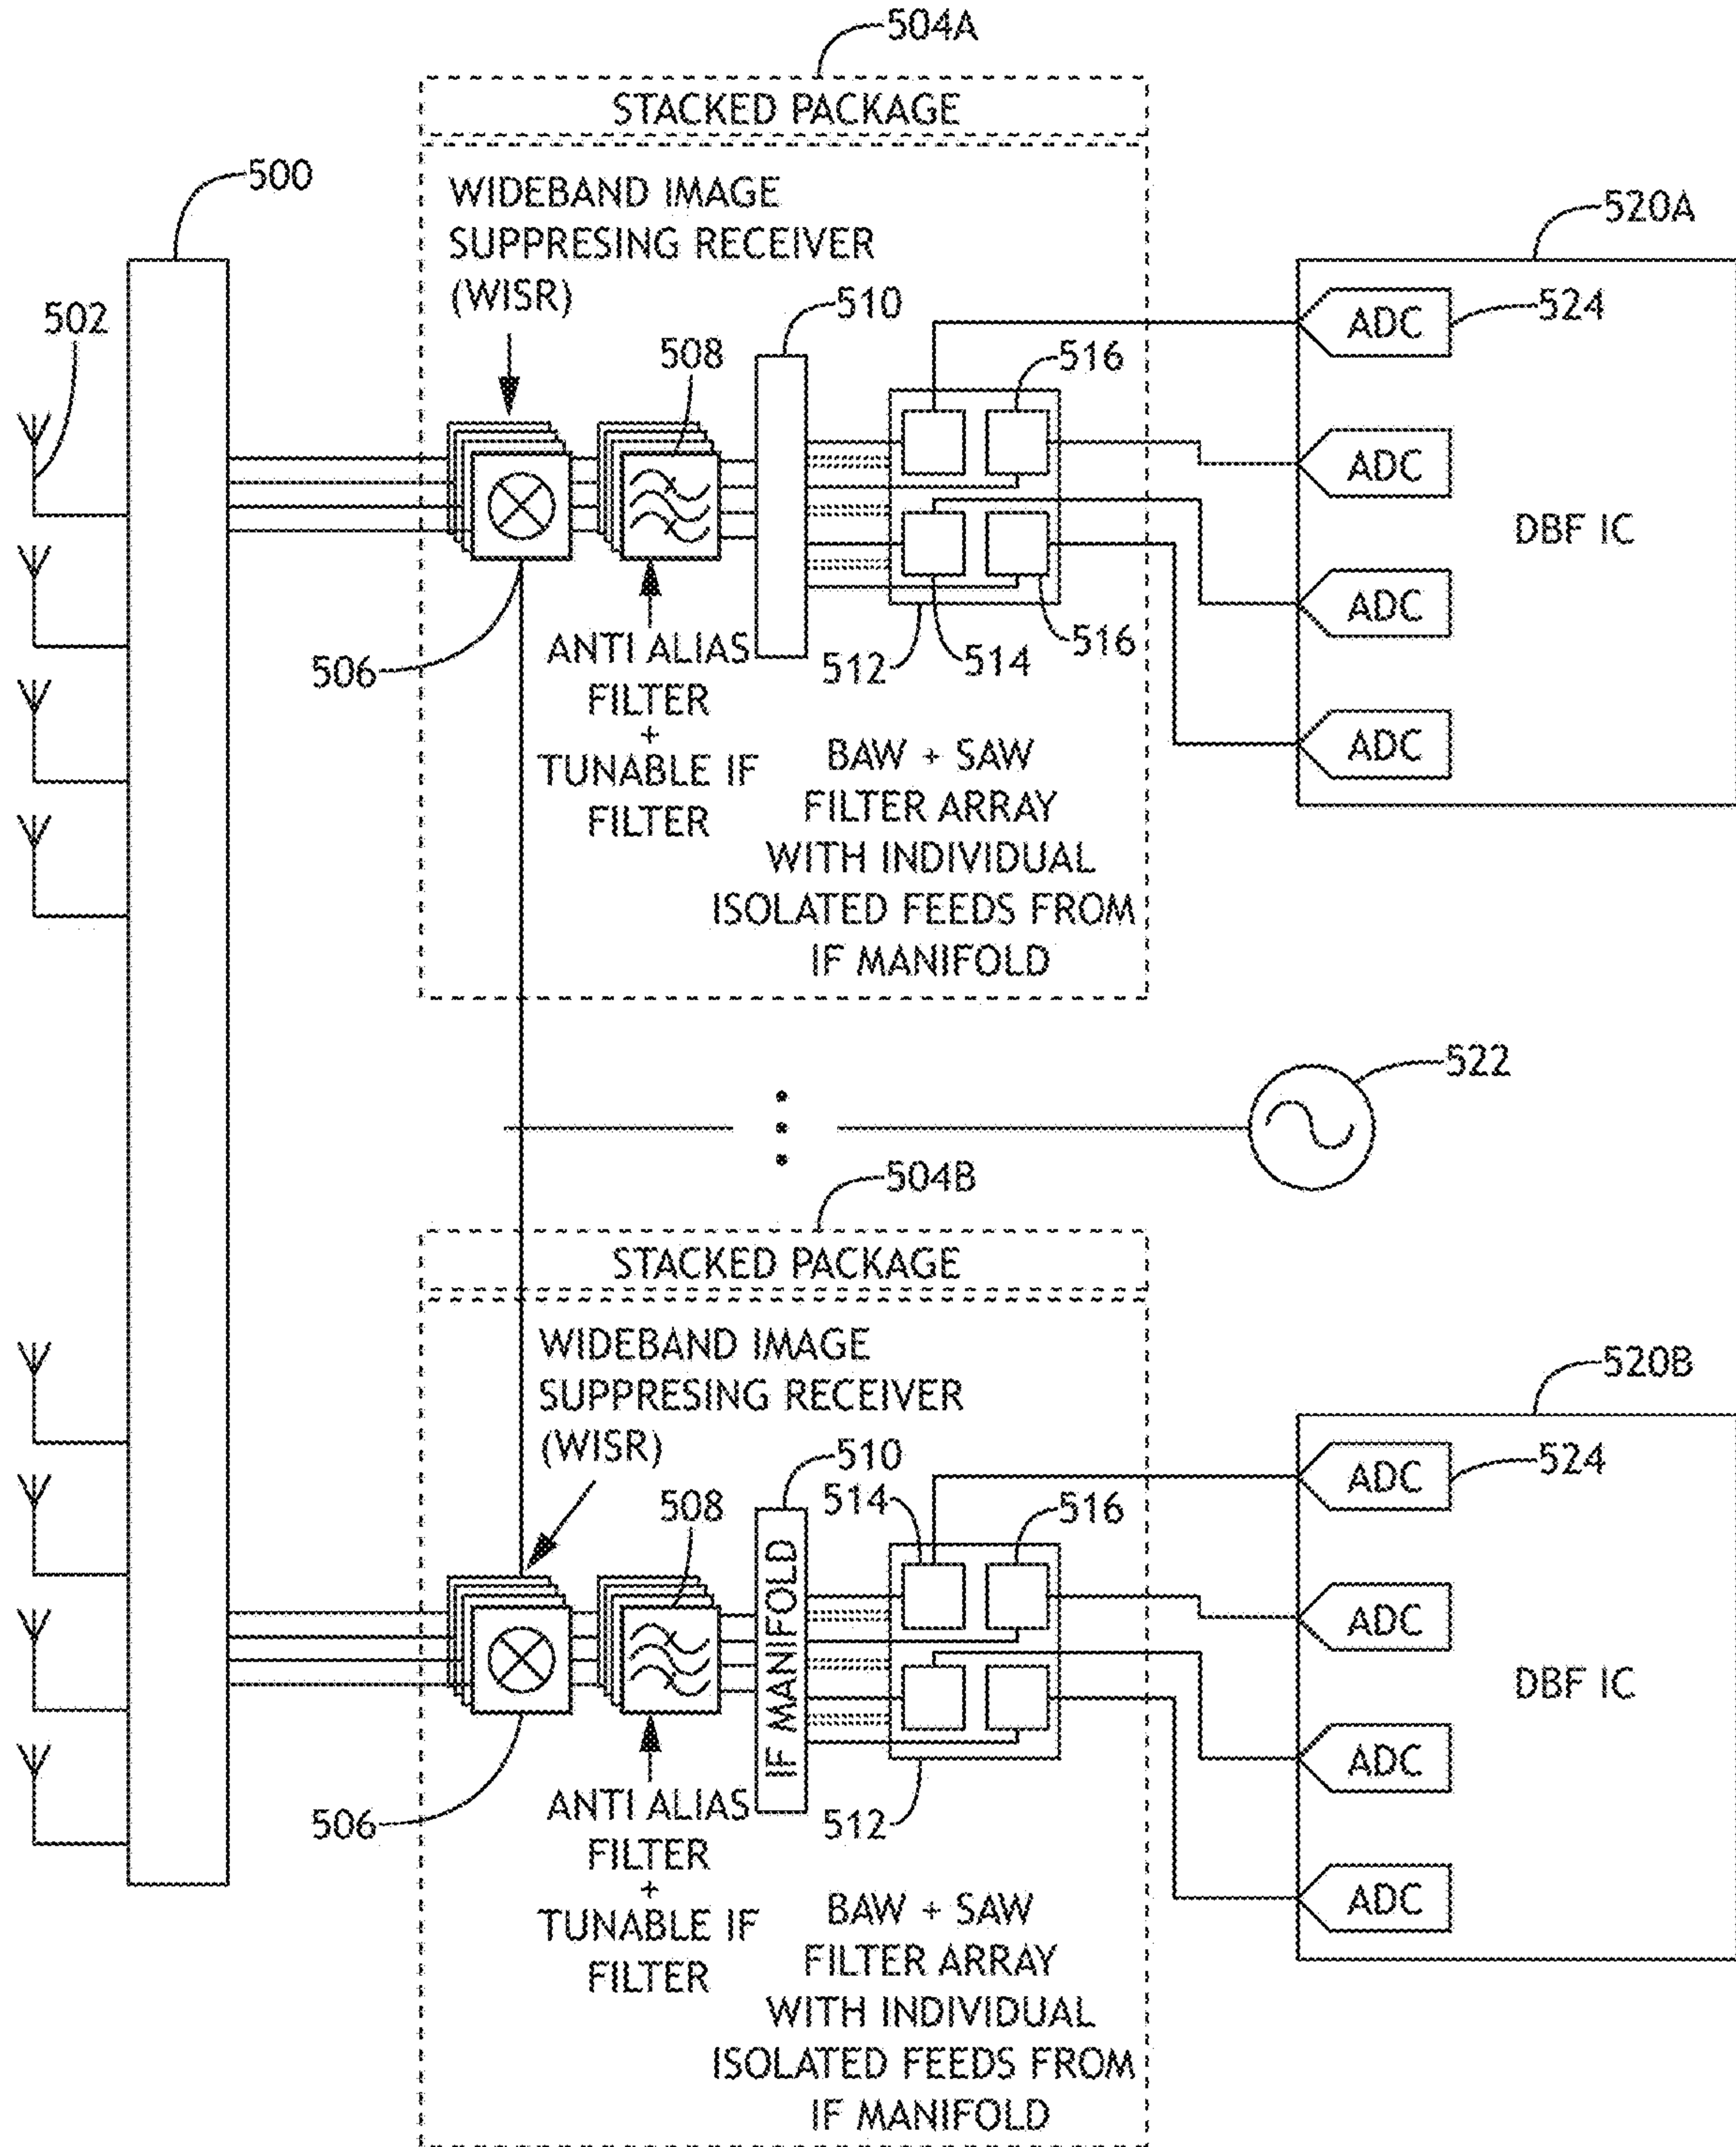 504A
STACKED PACKAGE
500
WIDEBAND IMAGE
SUPPRESING RECEIVER
(WISR)
520A
502
510
508
516
ADC
524
ADC
DBF IC
ADC
ADC
506
ANTI ALIAS
FILTER
+
TUNABLE IF
FILTER
512
514
516
BAW + SAW
FILTER ARRAY
WITH INDIVIDUAL
ISOLATED FEEDS FROM
IF MANIFOLD
522
504B
STACKED PACKAGE
WIDEBAND IMAGE
SUPPRESING RECEIVER
(WISR)
520B
510
508
514
516
IF MANIFOLD
ADC
524
ADC
DBF IC
ADC
ADC
506
ANTI ALIAS
FILTER
+
TUNABLE IF
FILTER
512
BAW + SAW
FILTER ARRAY
WITH INDIVIDUAL
ISOLATED FEEDS FROM
IF MANIFOLD